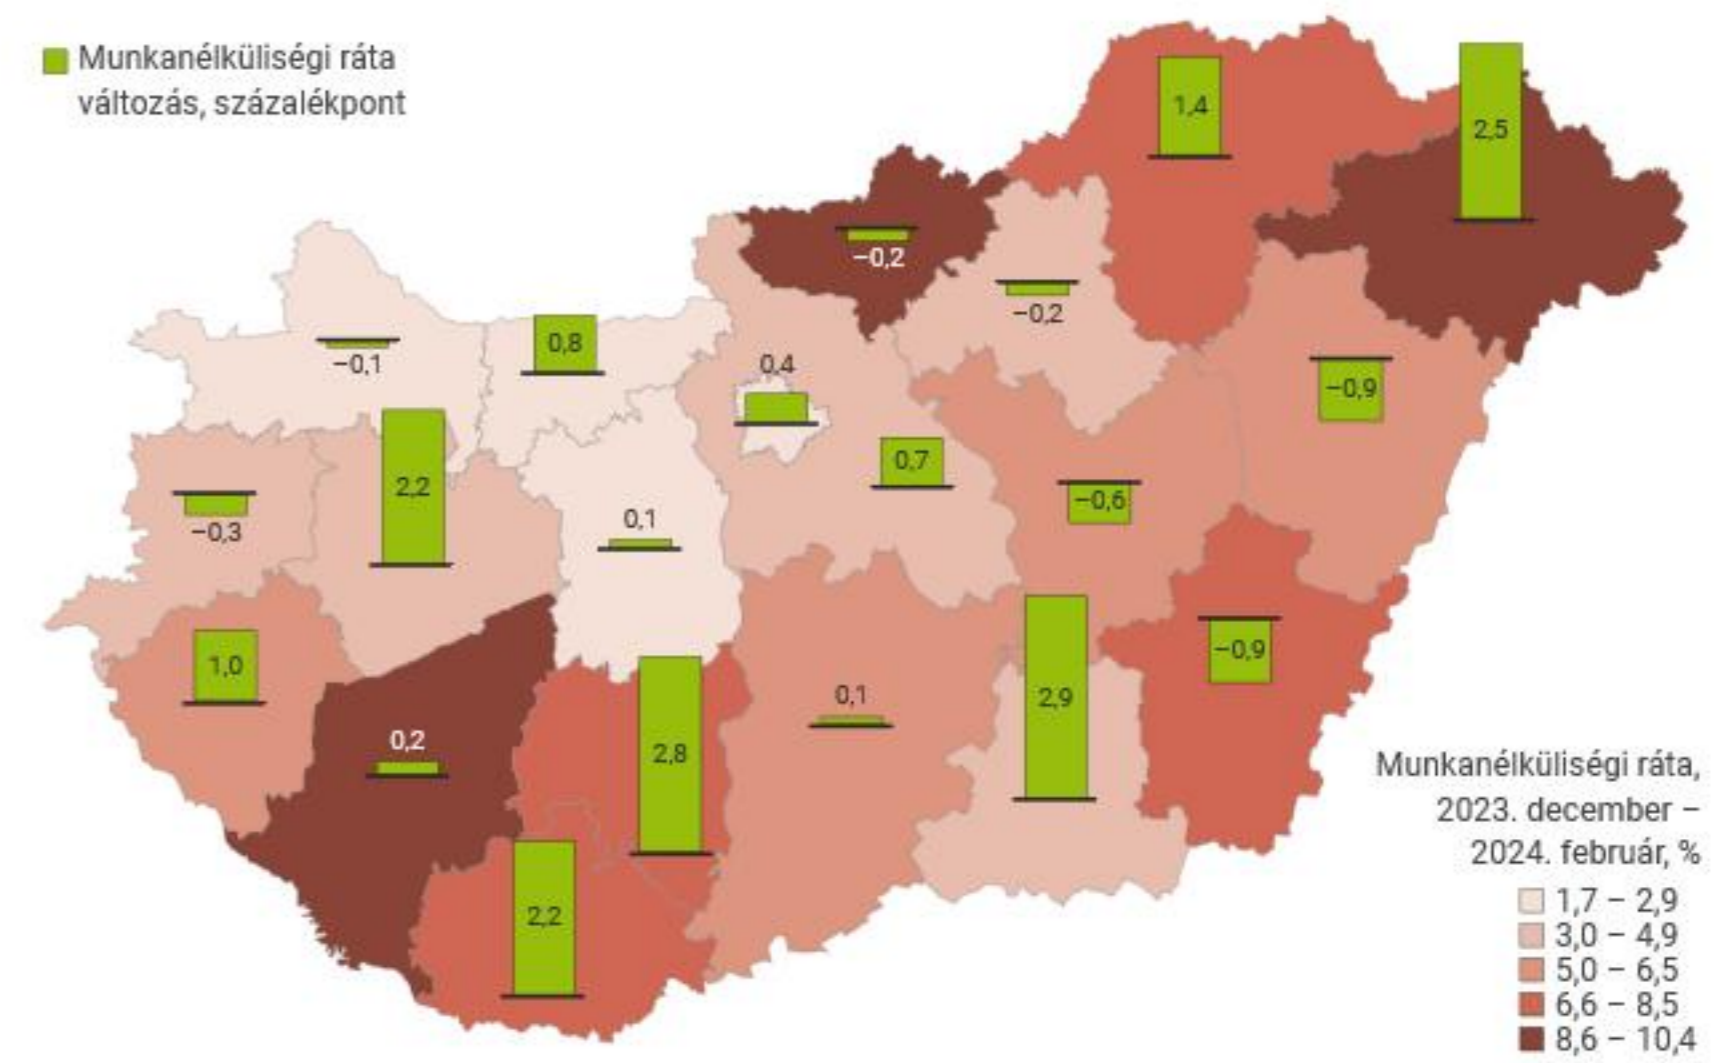 Munkanélküliségi ráta
változás, százalékpont
1,4
2,5
−0,2
−0,2
−0,1
0,8
0,4
−0,9
0,7
2,2
−0,6
−0,3
0,1
−0,9
1,0
0,1
2,9
0,2
2,8
2,2
Munkanélküliségi ráta,
2023. december –
2024. február, %
1,7 – 2,9
3,0 – 4,9
5,0 – 6,5
6,6 – 8,5
8,6 – 10,4